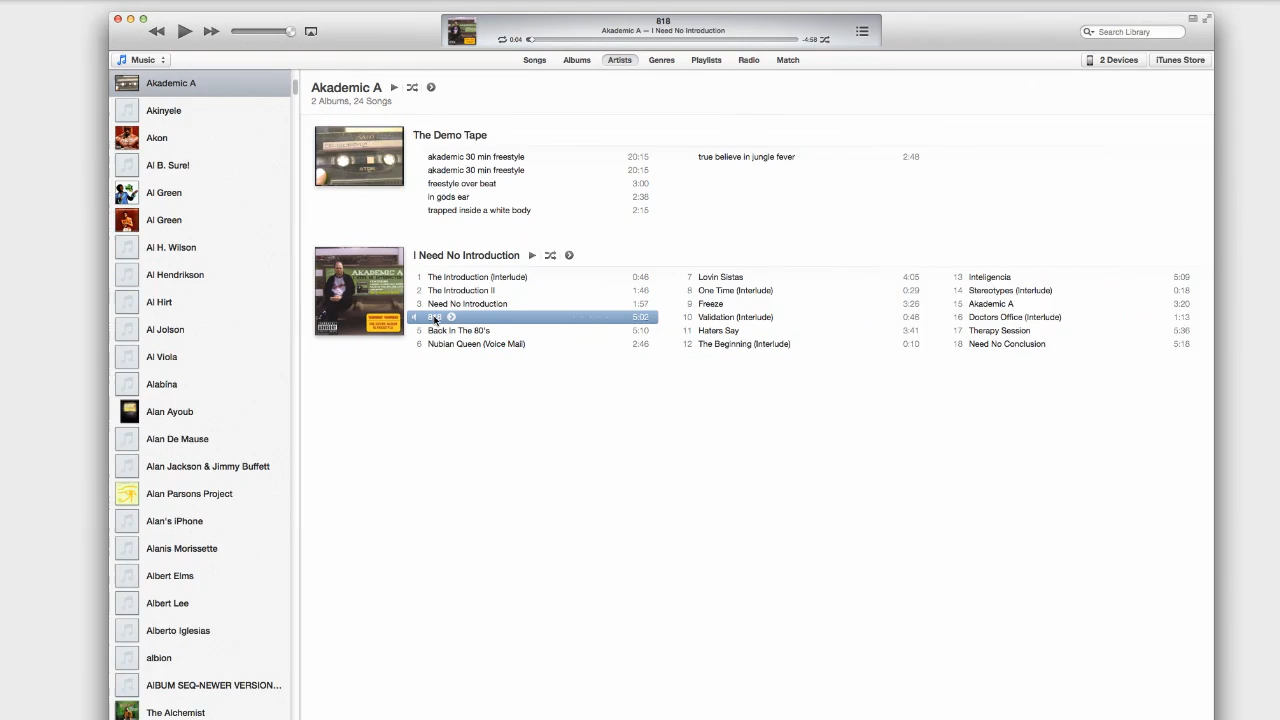 818
Akademic A — I Need No Introduction
0:04
-4:58
Search Library
Music
Songs
Albums
Artists
Genres
Playlists
Radio
Match
2 Devices
iTunes Store
Akademic A
Akinyele
Akon
Al B. Sure!
Al Green
Al Green
Al H. Wilson
Al Hendrikson
Al Hirt
Al Jolson
Al Viola
Alabína
Alan Ayoub
Alan De Mause
Alan Jackson & Jimmy Buffett
Alan Parsons Project
Alan's iPhone
Alanis Morissette
Albert Elms
Albert Lee
Alberto Iglesias
albion
AlBUM SEQ-NEWER VERSION...
The Alchemist
Akademic A
2 Albums, 24 Songs
The Demo Tape
akademic 30 min freestyle 20:15
akademic 30 min freestyle 20:15
freestyle over beat 3:00
in gods ear 2:38
trapped inside a white body 2:15
true believe in jungle fever 2:48
I Need No Introduction
1 The Introduction (Interlude) 0:46
2 The Introduction II 1:46
3 Need No Introduction 1:57
818 5:02
5 Back In The 80's 5:10
6 Nubian Queen (Voice Mail) 2:46
7 Lovin Sistas 4:05
8 One Time (Interlude) 0:29
9 Freeze 3:26
10 Validation (Interlude) 0:26
11 Haters Say 3:41
12 The Beginning (Interlude) 0:10
13 Inteligencia 5:09
14 Stereotypes (Interlude) 0:18
15 Akademic A 3:20
16 Doctors Office (Interlude) 1:13
17 Therapy Session 5:36
18 Need No Conclusion 5:18
AKADEMIC A